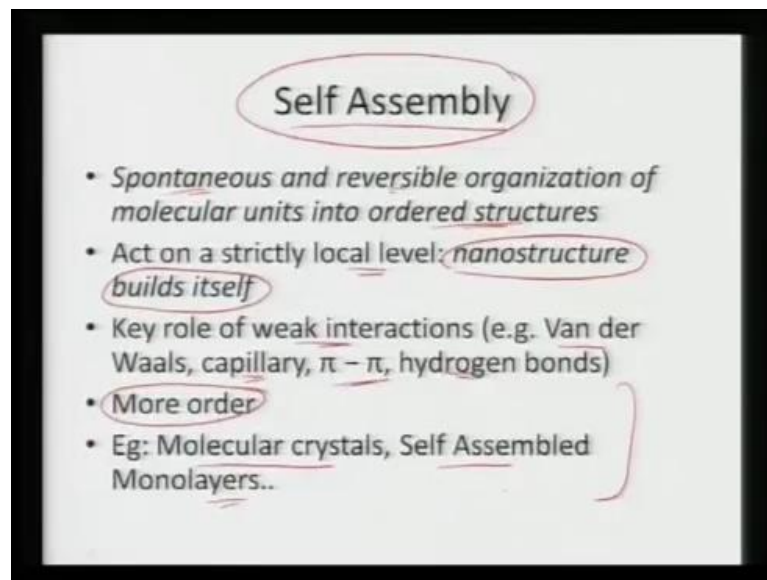 Self Assembly
• Spontaneous and reversible organization of
molecular units into ordered structures
• Act on a strictly local level: nanostructure
builds itself
• Key role of weak interactions (e.g. Van der
Waals, capillary, π – π, hydrogen bonds)
• More order
• Eg: Molecular crystals, Self Assembled
Monolayers..